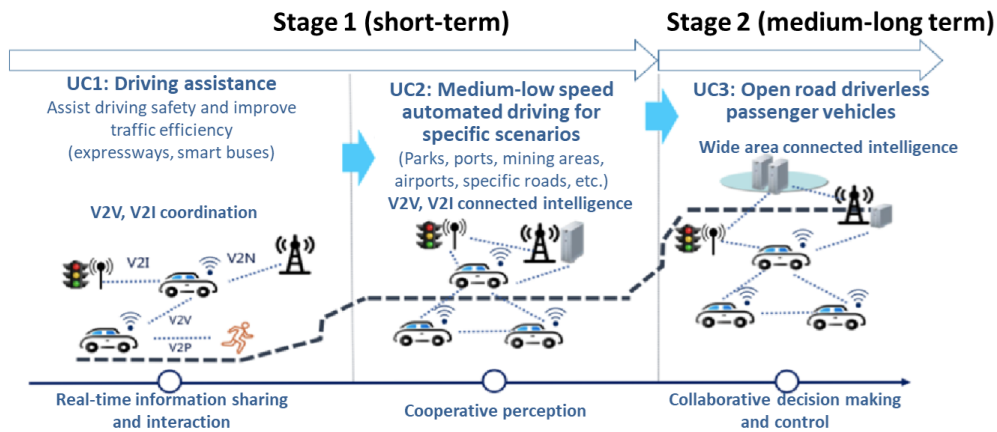 Stage 1 (short-term)
Stage 2 (medium-long term)
UC1: Driving assistance
Assist driving safety and improve
traffic efficiency
(expressways, smart buses)
V2V, V2I coordination
V2I
V2N
V2V
V2P
UC2: Medium-low speed
automated driving for
specific scenarios
(Parks, ports, mining areas,
airports, specific roads, etc.)
V2V, V2I connected intelligence
UC3: Open road driverless
passenger vehicles
Wide area connected intelligence
Real-time information sharing
and interaction
Cooperative perception
Collaborative decision making
and control